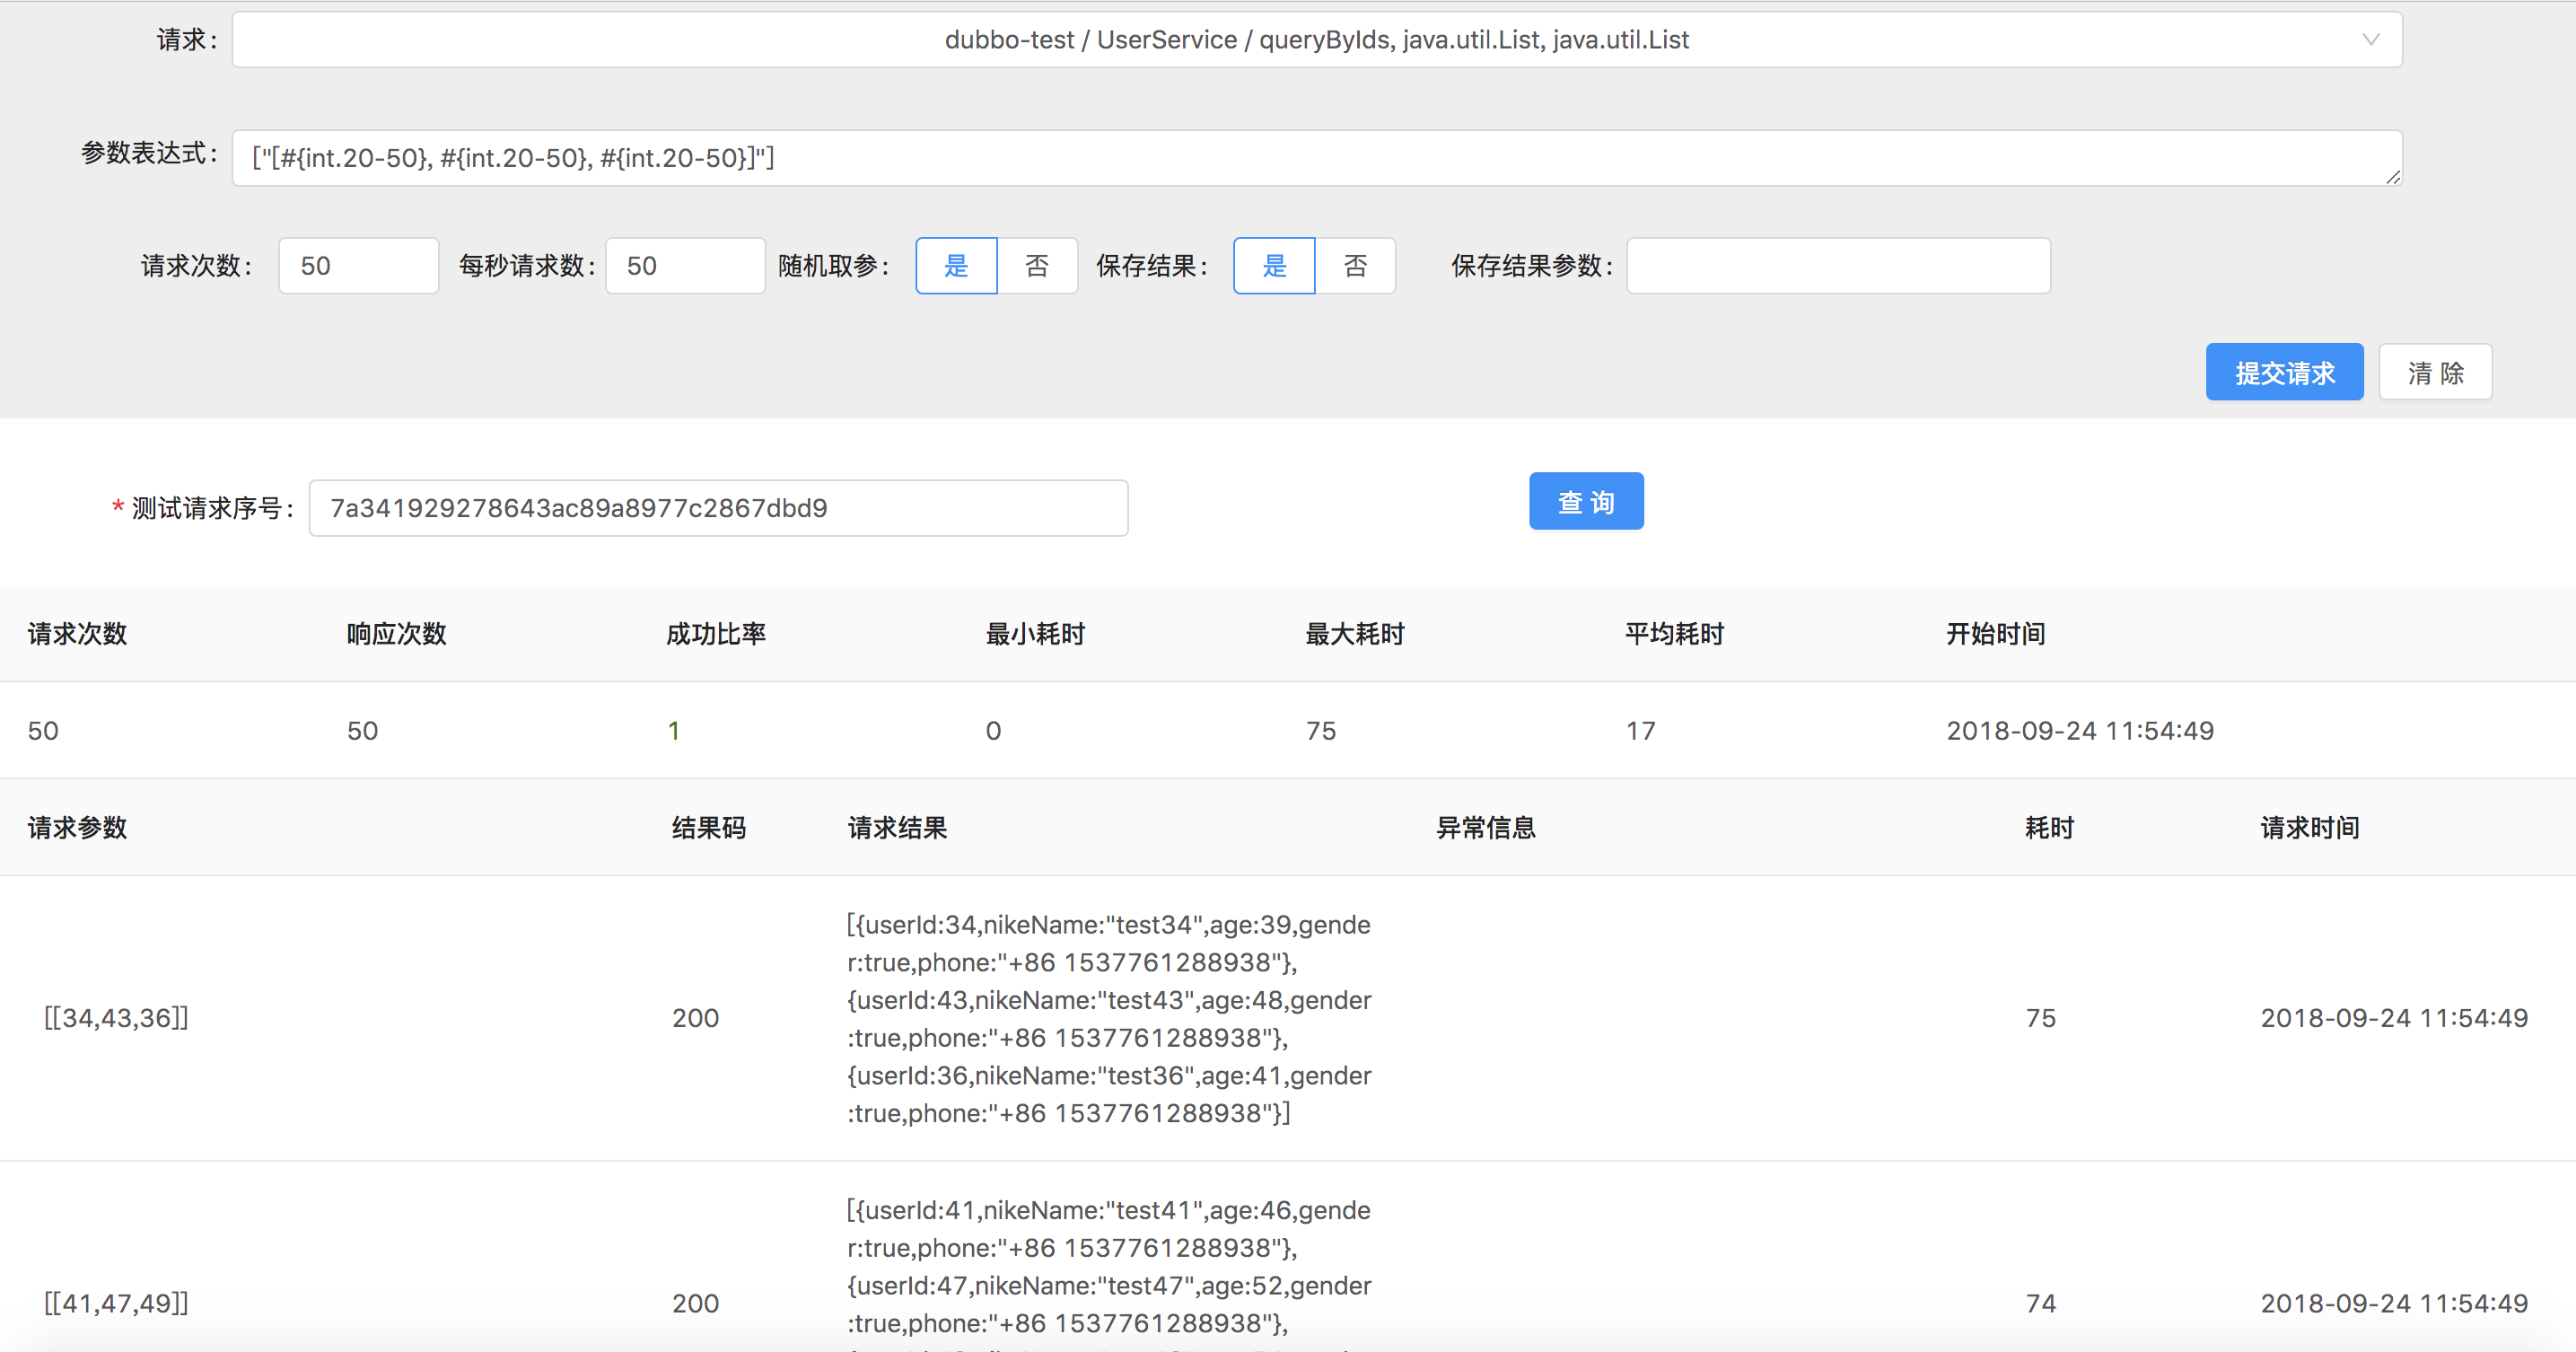 请求： dubbo-test / UserService / queryByIds, java.util.List, java.util.List
参数表达式： ["[#{int.20-50}, #{int.20-50}, #{int.20-50}]"]
请求次数： 50 每秒请求数： 50 随机取参： 是 否 保存结果： 是 否 保存结果参数：
提交请求 清 除
* 测试请求序号： 7a341929278643ac89a8977c2867dbd9 查 询
请求次数 响应次数 成功比率 最小耗时 最大耗时 平均耗时 开始时间
50 50 1 0 75 17 2018-09-24 11:54:49
请求参数 结果码 请求结果 异常信息 耗时 请求时间
[{userId:34,nikeName:"test34",age:39,gende
r:true,phone:"+86 1537761288938"},
{userId:43,nikeName:"test43",age:48,gender
[[34,43,36]] 200 75 2018-09-24 11:54:49
:true,phone:"+86 1537761288938"},
{userId:36,nikeName:"test36",age:41,gender
:true,phone:"+86 1537761288938"}]
[{userId:41,nikeName:"test41",age:46,gende
r:true,phone:"+86 1537761288938"},
{userId:47,nikeName:"test47",age:52,gender
[[41,47,49]] 200 74 2018-09-24 11:54:49
:true,phone:"+86 1537761288938"},